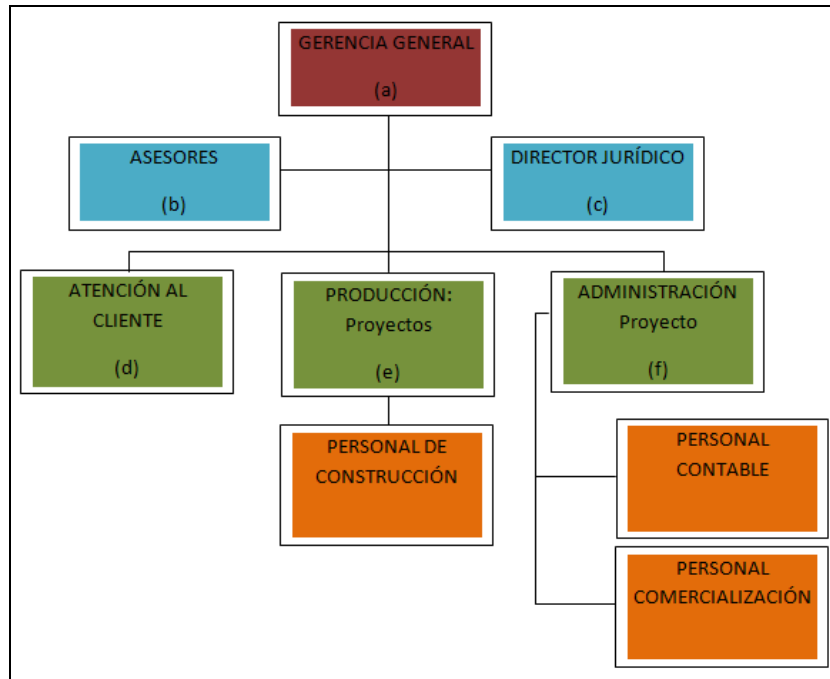 GERENCIA GENERAL
(a)
ASESORES
(b)
DIRECTOR JURÍDICO
(c)
ATENCIÓN AL
CLIENTE
(d)
PRODUCCIÓN:
Proyectos
(e)
ADMINISTRACIÓN
Proyecto
(f)
PERSONAL DE
CONSTRUCCIÓN
PERSONAL
CONTABLE
PERSONAL
COMERCIALIZACIÓN